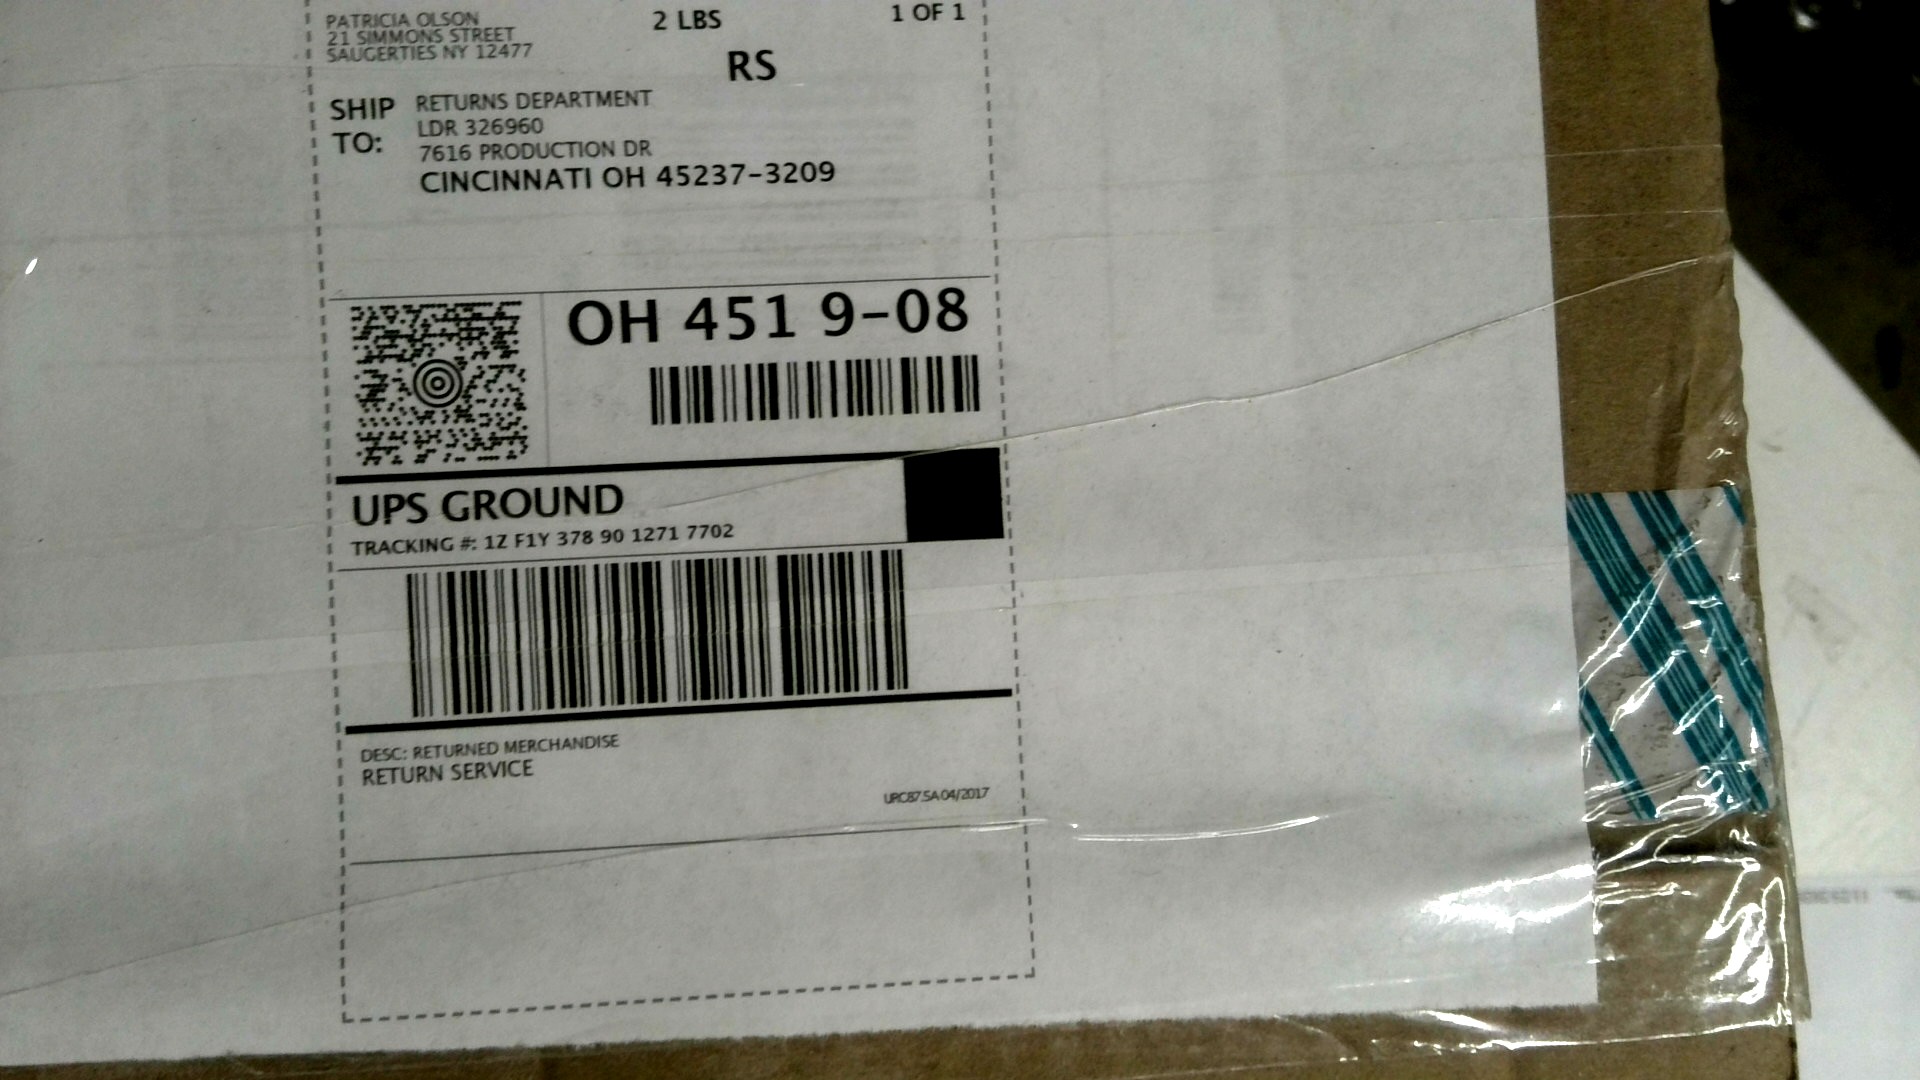 PATRICIA OLSON
21 SIMMONS STREET
SAUGERTIES NY 12477
2 LBS
1 OF 1
RS
SHIP TO:
RETURNS DEPARTMENT
LDR 326960
7616 PRODUCTION DR
CINCINNATI OH 45237-3209
OH 451 9-08
UPS GROUND
TRACKING #: 1Z F1Y 378 90 1271 7702
DESC: RETURNED MERCHANDISE
RETURN SERVICE
04/2017